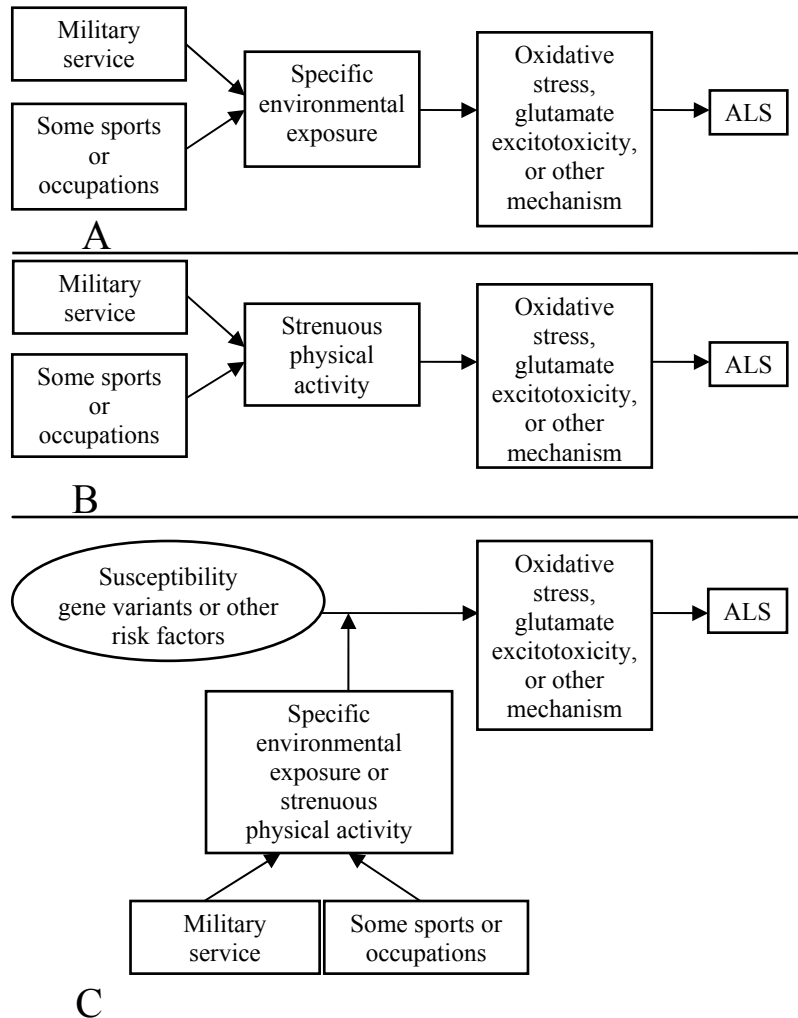 Military
service
Some sports
or
occupations
Specific
environmental
exposure
Oxidative
stress,
glutamate
excitotoxicity,
or other
mechanism
ALS
A
Military
service
Some sports
or
occupations
Strenuous
physical
activity
Oxidative
stress,
glutamate
excitotoxicity,
or other
mechanism
ALS
B
Susceptibility
gene variants or other
risk factors
Oxidative
stress,
glutamate
excitotoxicity,
or other
mechanism
ALS
Specific
environmental
exposure or
strenuous
physical activity
Military
service
Some sports or
occupations
C